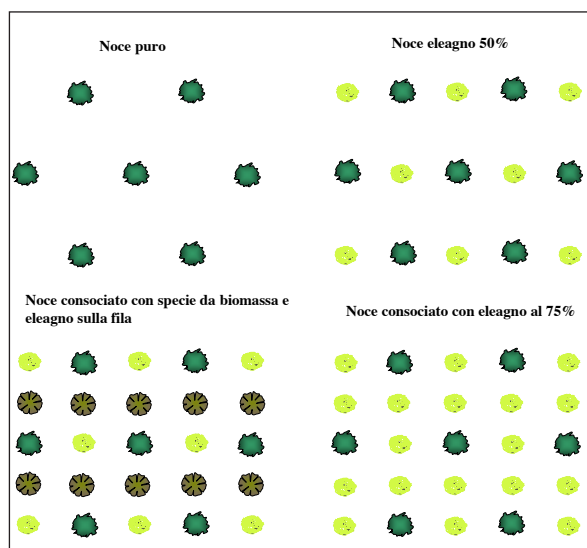 Noce puro
Noce eleagno 50%
Noce consociato con specie da biomassa e
eleagno sulla fila
Noce consociato con eleagno al 75%